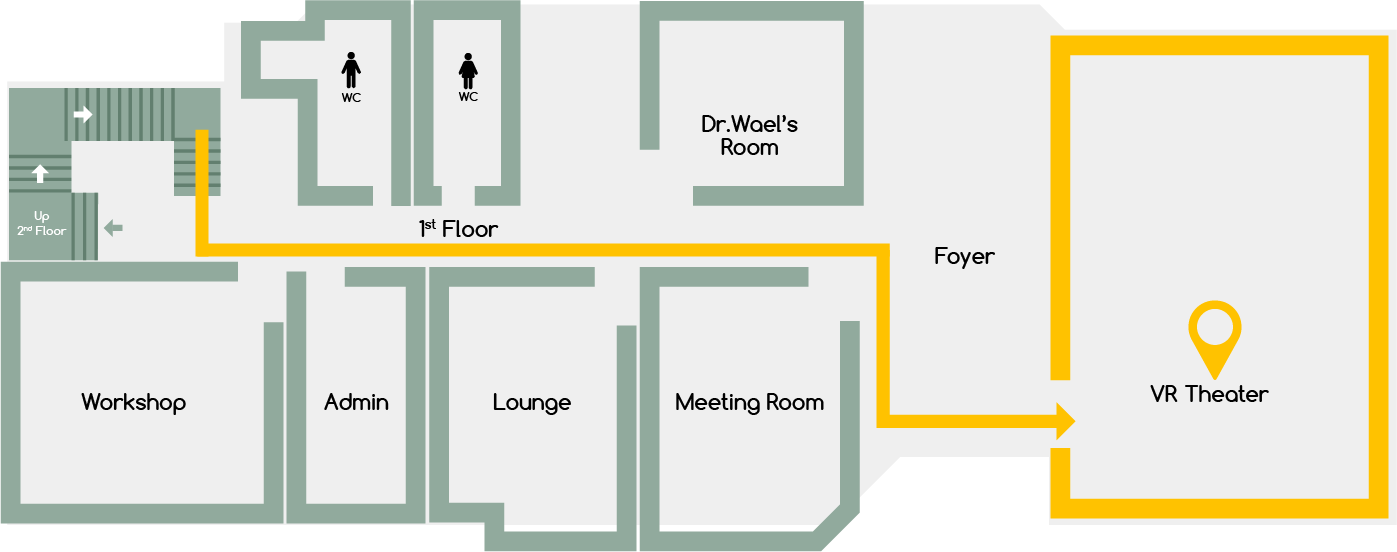 WC
WC
Dr.Wael's
Room
Up
2nd Floor
1st Floor
Foyer
Workshop
Admin
Lounge
Meeting Room
VR Theater